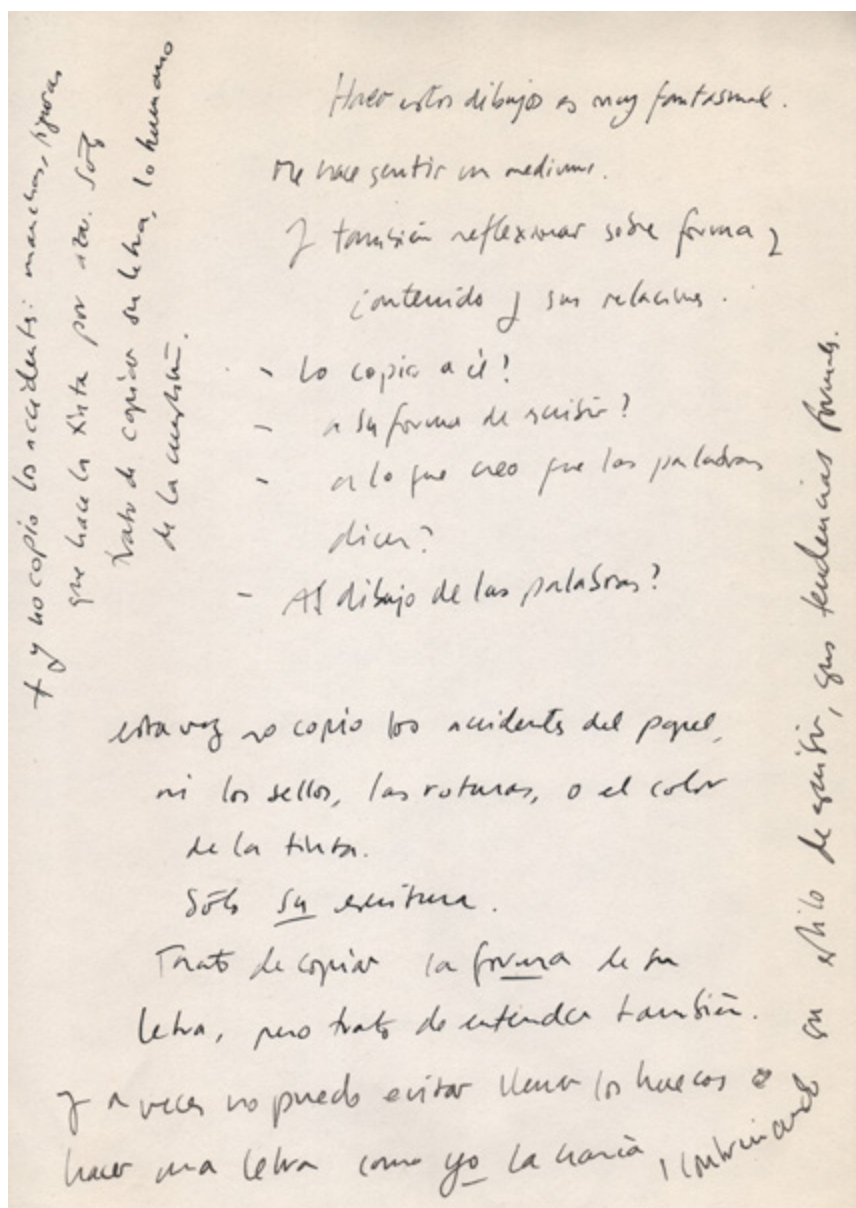 Hacer estos dibujos es muy fantasmal.
Me hace sentir un medium.
Y también reflexionar sobre forma y
contenido y sus relaciones.
- Lo copio a él?
- a su forma de escribir?
- a lo que creo que las palabras
dicen?
- Al dibujo de las palabras?
esta vez no copio los accidentes del papel,
ni los sellos, las roturas, o el color
de la tinta.
Sólo su escritura.
Trato de copiar la forma de su
letra, pero trato de entender también.
Y a veces no puedo evitar llenar los huecos o
hacer una letra como yo la haría, continuando
su estilo de escribir, sus tendencias formales.
+ y no copio los accidents: manchas, figuras
que hace la tinta por azar. Sólo
trato de copiar su letra, lo humano
de la cuestión.